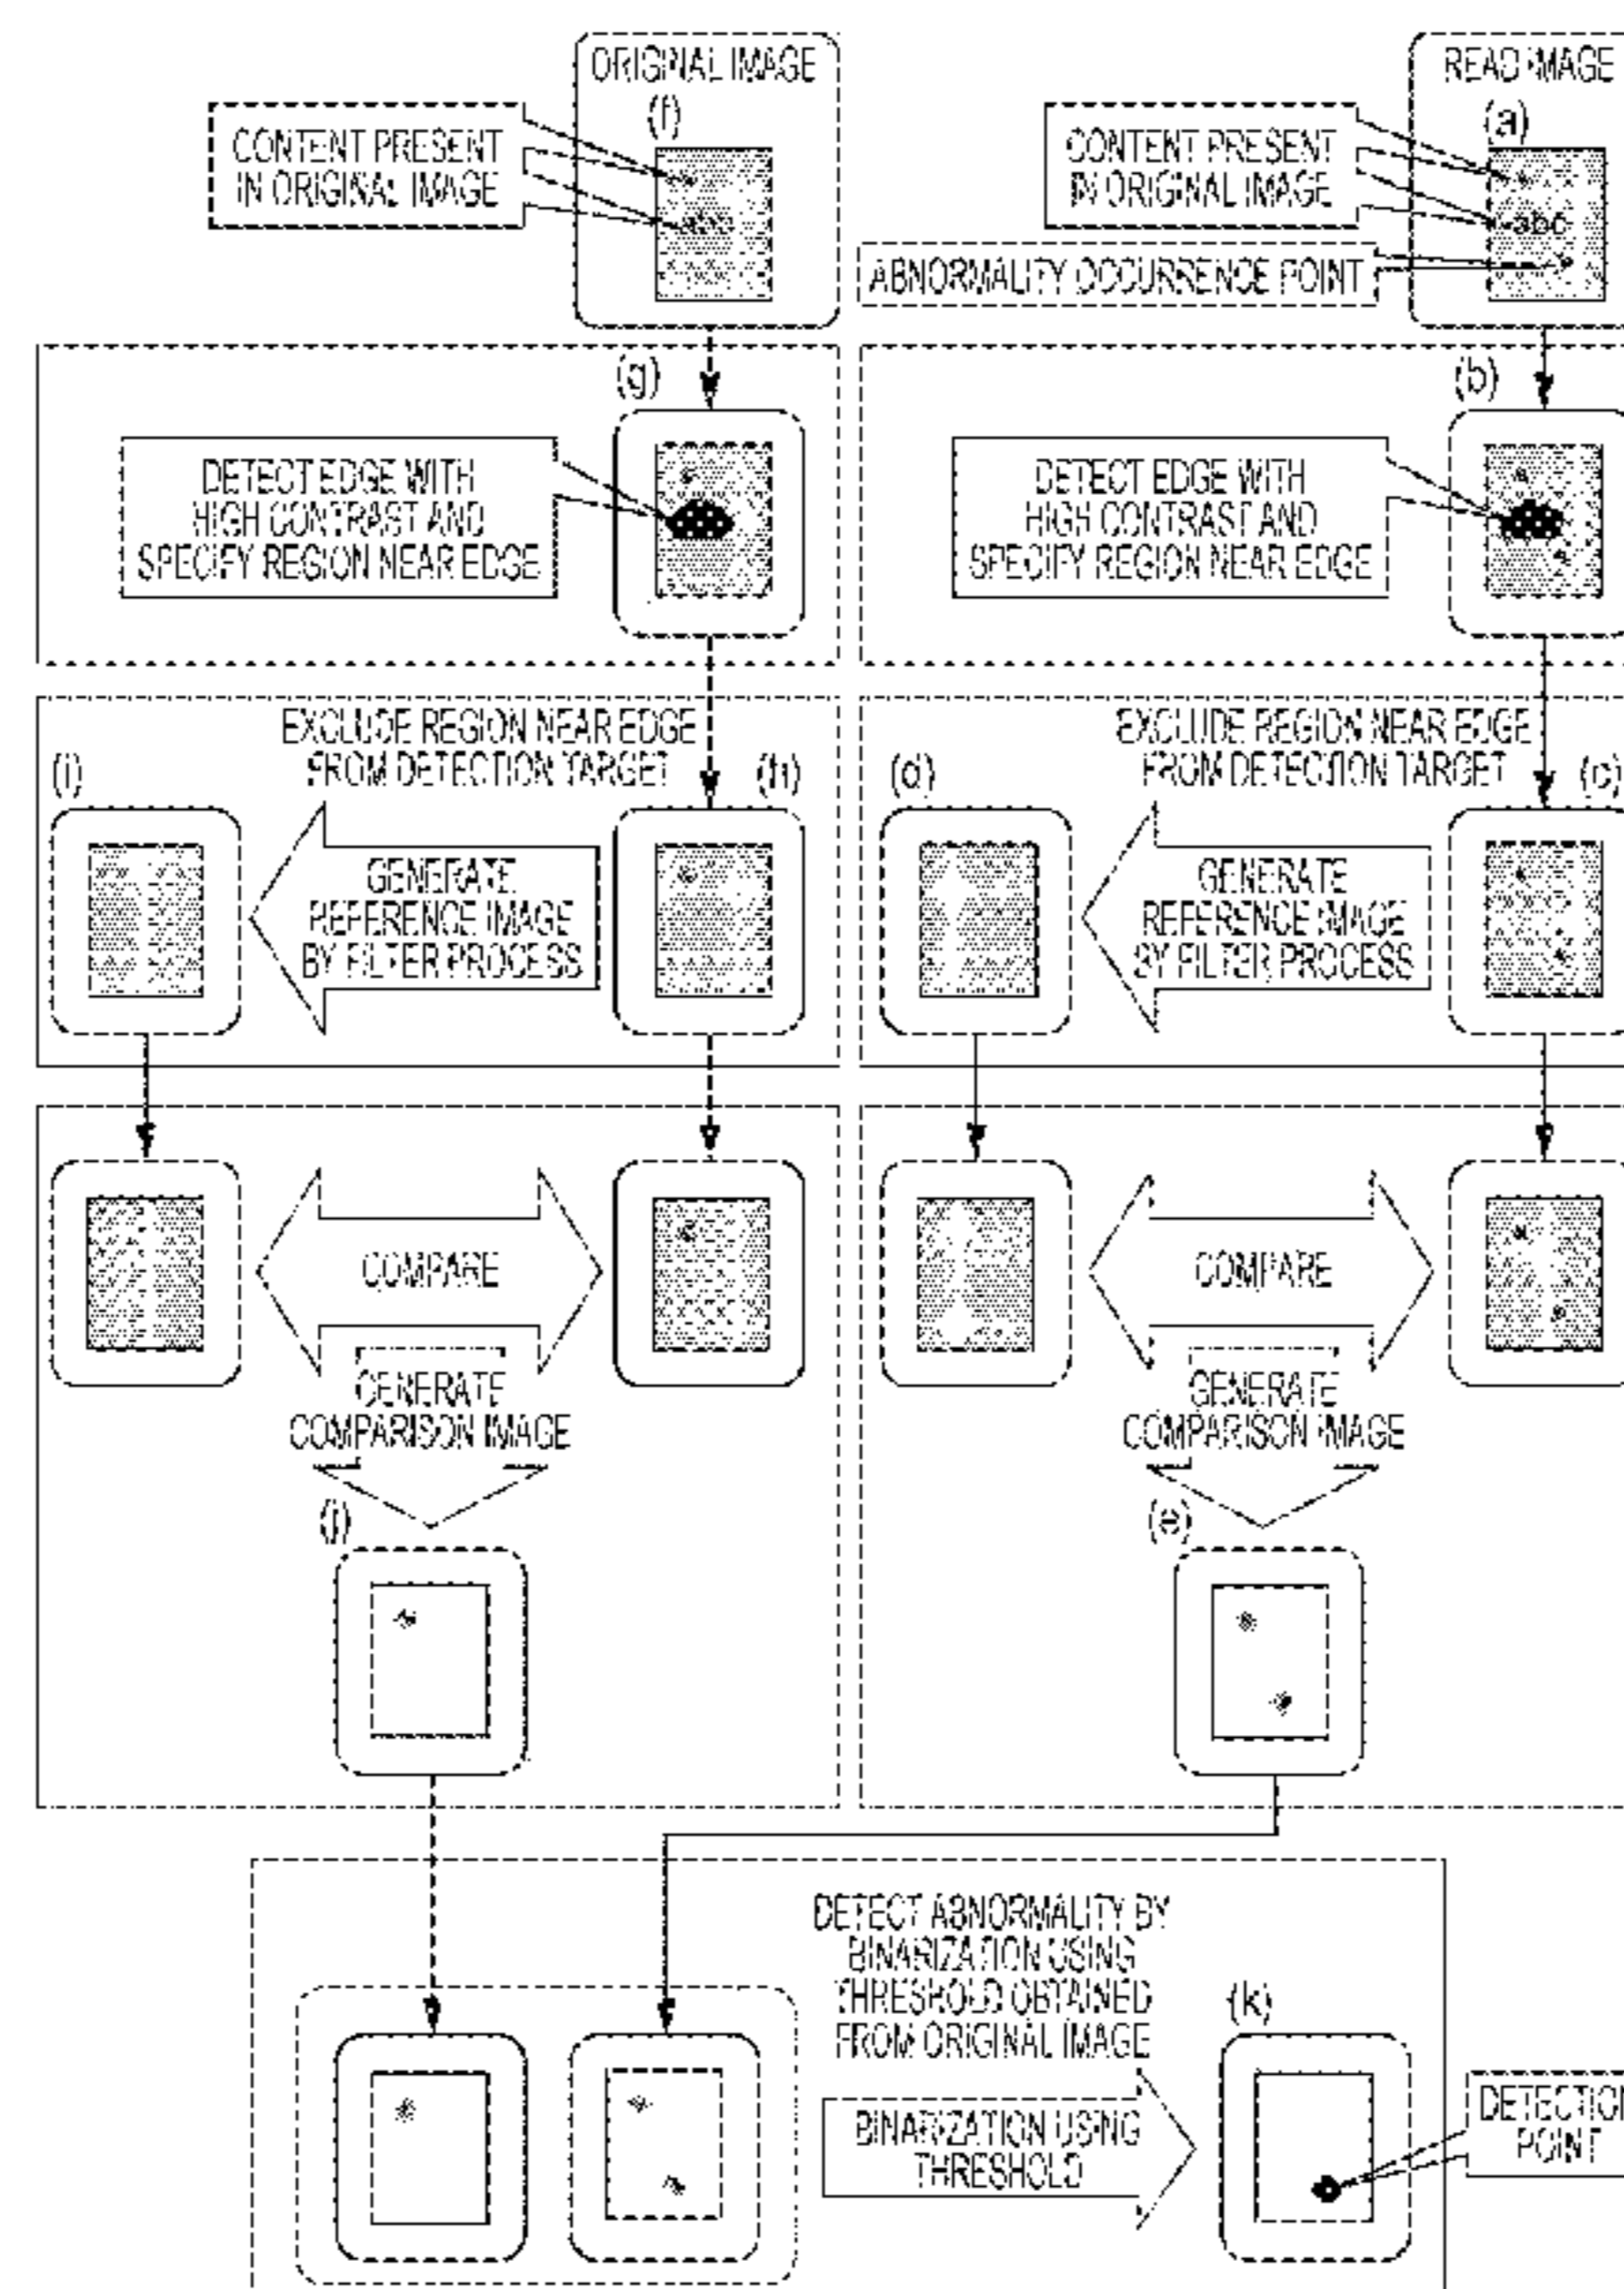 ORIGINAL IMAGE
(f)
CONTENT PRESENT
IN ORIGINAL IMAGE
READ IMAGE
(a)
CONTENT PRESENT
IN ORIGINAL IMAGE
abc
abc
ABNORMALITY OCCURRENCE POINT
(g)
DETECT EDGE WITH
HIGH CONTRAST AND
SPECIFY REGION NEAR EDGE
(b)
DETECT EDGE WITH
HIGH CONTRAST AND
SPECIFY REGION NEAR EDGE
EXCLUDE REGION NEAR EDGE
FROM DETECTION TARGET
(i)
(h)
GENERATE
REFERENCE IMAGE
BY FILTER PROCESS
EXCLUDE REGION NEAR EDGE
FROM DETECTION TARGET
(d)
(c)
GENERATE
REFERENCE IMAGE
BY FILTER PROCESS
COMPARE
GENERATE
COMPARISON IMAGE
(j)
COMPARE
GENERATE
COMPARISON IMAGE
(e)
DETECT ABNORMALITY BY
BINARIZATION USING
THRESHOLD OBTAINED
FROM ORIGINAL IMAGE
(k)
BINARIZATION USING
THRESHOLD
DETECTION
POINT